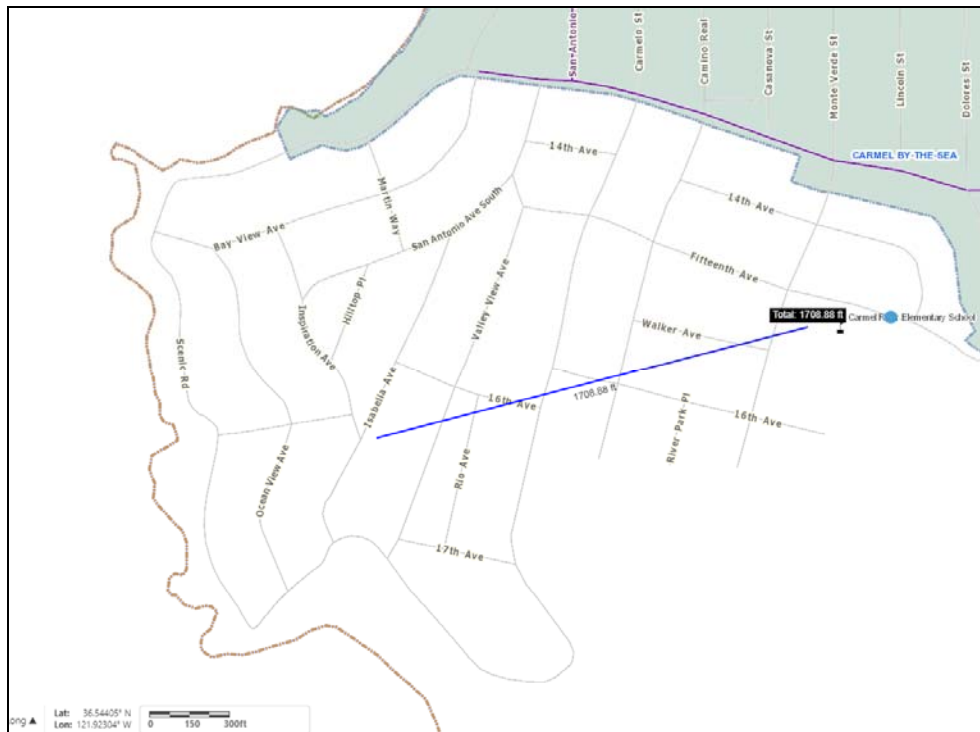 San-Antonio
Carmelo St
Camino Real
Casanova St
Monte-Verde St
Lincoln St
Dolores St
CARMEL BY-THE-SEA
14th Ave
Martin-Way
San Antonio Ave South
Bay-View Ave
14th Ave
Fifteenth Ave
Hilltop-Pl
Inspiration Ave
Valley-View Ave
Scenic-Rd
Walker Ave
Total: 1708.88 ft
Carmel R
Elementary School
Isabella-Ave
16th Ave
1708.88 ft
River-Park-Pl
16th Ave
Ocean View Ave
Rio Ave
17th Ave
ong ▲
Lat: 36.54405° N
Lon: 121.92304° W
0 150 300ft